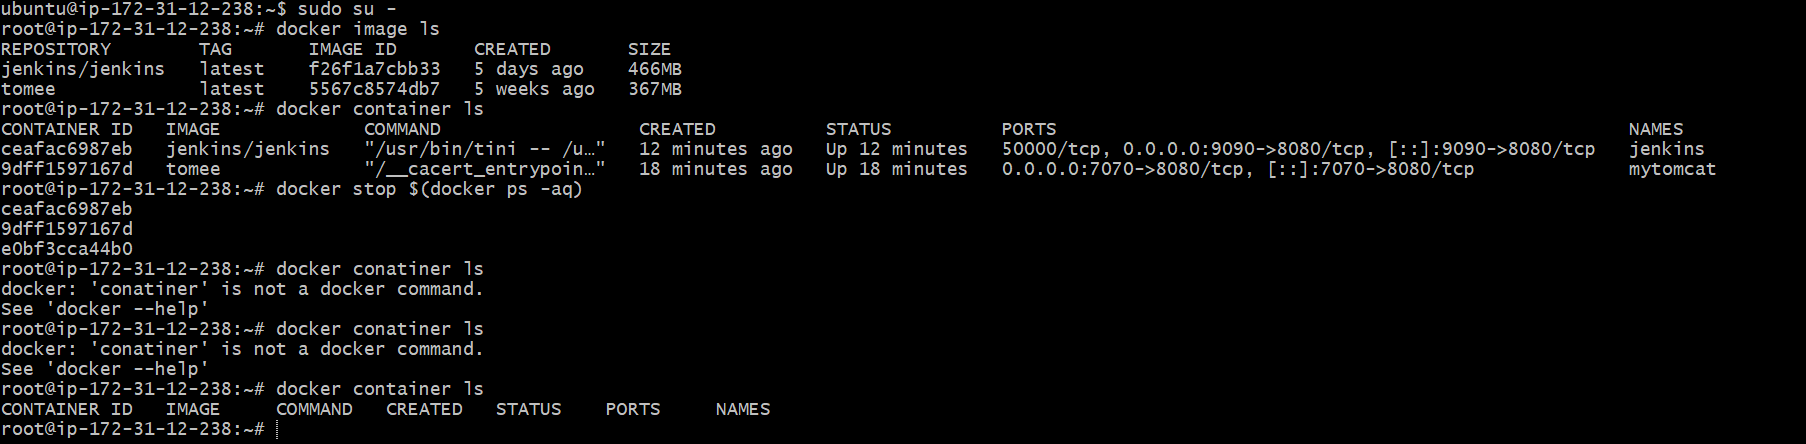 ubuntu@ip-172-31-12-238:~$ sudo su -
root@ip-172-31-12-238:~# docker image ls
REPOSITORY        TAG       IMAGE ID       CREATED       SIZE
jenkins/jenkins   latest    f26f1a7cbb33   5 days ago    466MB
tomee             latest    5567c8574db7   5 weeks ago   367MB
root@ip-172-31-12-238:~# docker container ls
CONTAINER ID   IMAGE             COMMAND                  CREATED          STATUS          PORTS                                                    NAMES
ceafac6987eb   jenkins/jenkins   "/usr/bin/tini -- /u…"   12 minutes ago   Up 12 minutes   50000/tcp, 0.0.0.0:9090->8080/tcp, [::]:9090->8080/tcp   jenkins
9dff1597167d   tomee             "/__cacert_entrypoin…"   18 minutes ago   Up 18 minutes   0.0.0.0:7070->8080/tcp, [::]:7070->8080/tcp              mytomcat
root@ip-172-31-12-238:~# docker stop $(docker ps -aq)
ceafac6987eb
9dff1597167d
e0bf3cca44b0
root@ip-172-31-12-238:~# docker conatiner ls
docker: 'conatiner' is not a docker command.
See 'docker --help'
root@ip-172-31-12-238:~# docker conatiner ls
docker: 'conatiner' is not a docker command.
See 'docker --help'
root@ip-172-31-12-238:~# docker container ls
CONTAINER ID   IMAGE     COMMAND   CREATED   STATUS    PORTS     NAMES
root@ip-172-31-12-238:~#